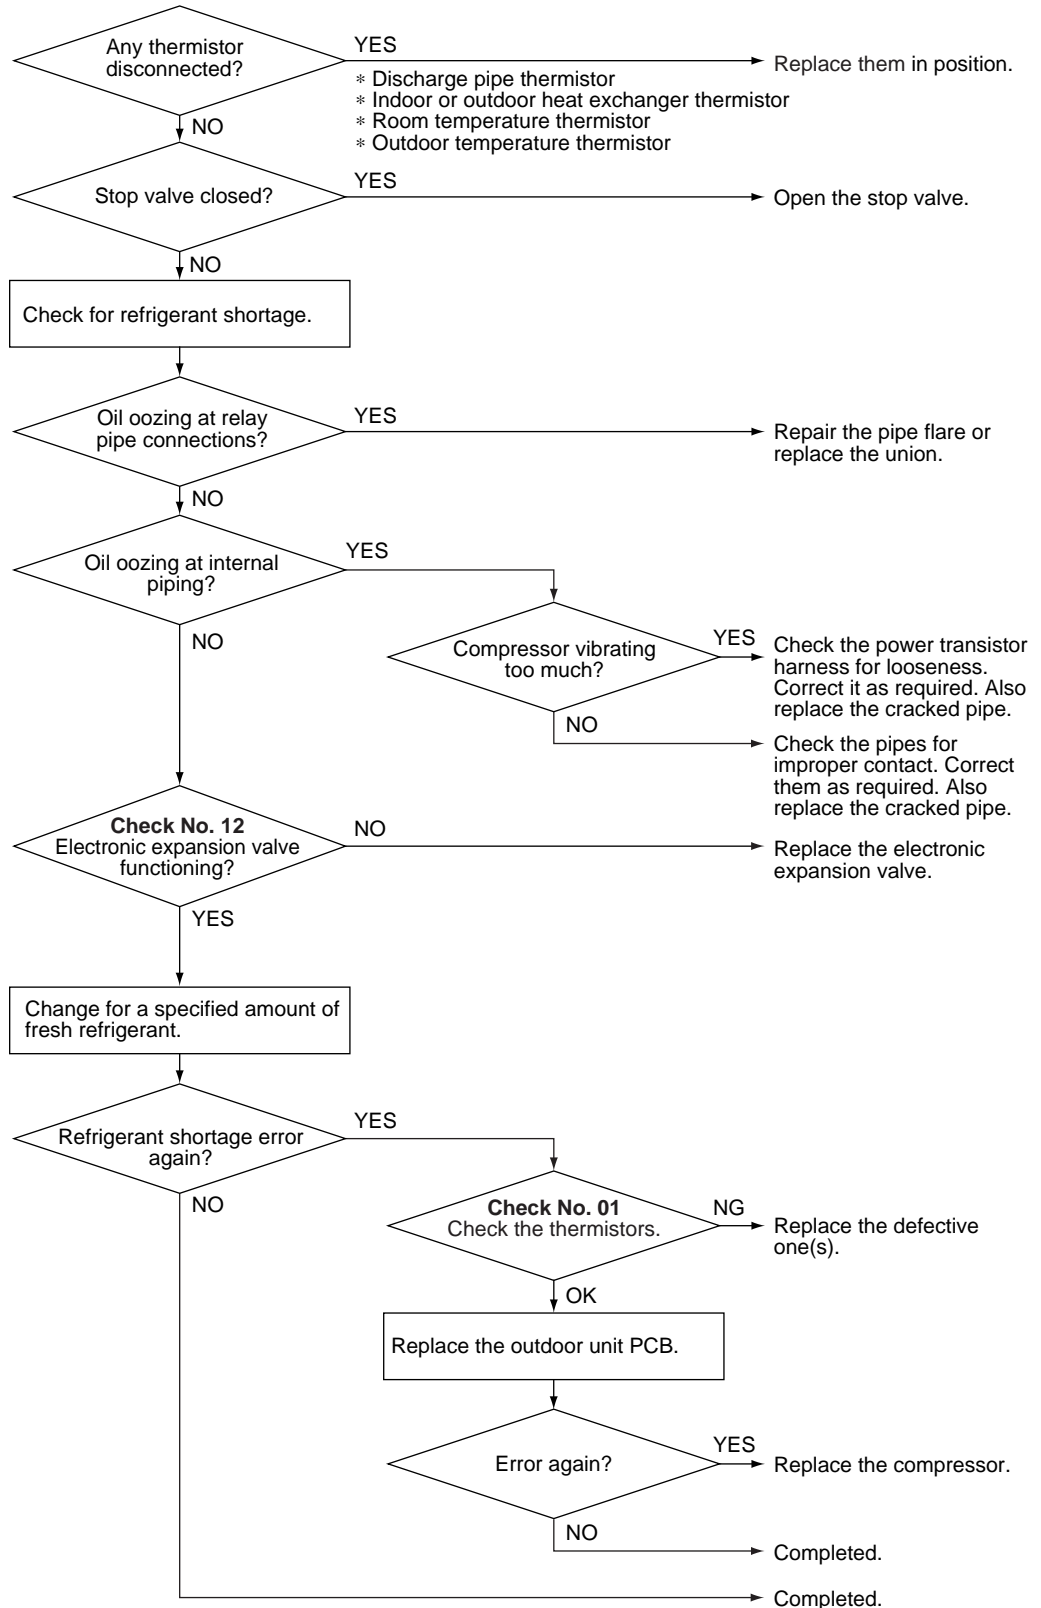 Any thermistor
disconnected?
YES
* Discharge pipe thermistor
* Indoor or outdoor heat exchanger thermistor
* Room temperature thermistor
* Outdoor temperature thermistor
Replace them in position.
NO
Stop valve closed?
YES
Open the stop valve.
NO
Check for refrigerant shortage.
Oil oozing at relay
pipe connections?
YES
Repair the pipe flare or
replace the union.
NO
Oil oozing at internal
piping?
YES
NO
Compressor vibrating
too much?
YES
Check the power transistor
harness for looseness.
Correct it as required. Also
replace the cracked pipe.
NO
Check the pipes for
improper contact. Correct
them as required. Also
replace the cracked pipe.
Check No. 12
Electronic expansion valve
functioning?
NO
Replace the electronic
expansion valve.
YES
Change for a specified amount of
fresh refrigerant.
Refrigerant shortage error
again?
YES
NO
Check No. 01
Check the thermistors.
NG
Replace the defective
one(s).
OK
Replace the outdoor unit PCB.
Error again?
YES
Replace the compressor.
NO
Completed.
Completed.